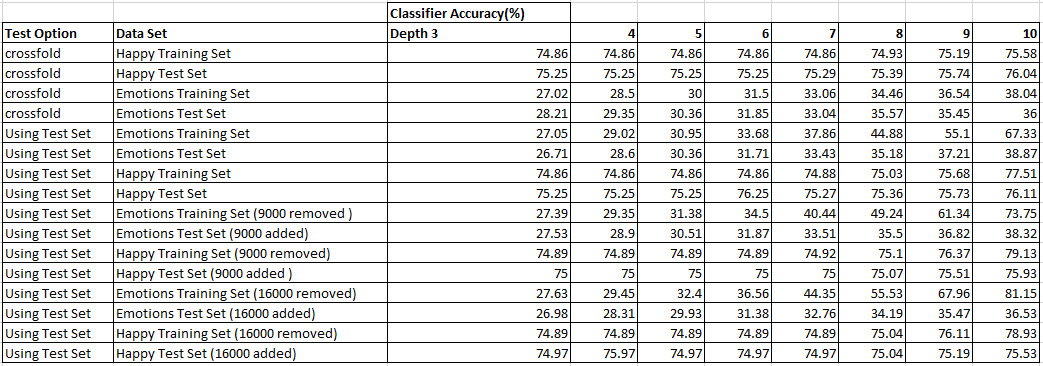 Classifier Accuracy(%)
Test Option Data Set Depth 3 4 5 6 7 8 9 10
crossfold Happy Training Set 74.86 74.86 74.86 74.86 74.86 74.93 75.19 75.58
crossfold Happy Test Set 75.25 75.25 75.25 75.25 75.29 75.39 75.74 76.04
crossfold Emotions Training Set 27.02 28.5 30 31.5 33.06 34.46 36.54 38.04
crossfold Emotions Test Set 28.21 29.35 30.36 31.85 33.04 35.57 35.45 36
Using Test Set Emotions Training Set 27.05 29.02 30.95 33.68 37.86 44.88 55.1 67.33
Using Test Set Emotions Test Set 26.71 28.6 30.36 31.71 33.43 35.18 37.21 38.87
Using Test Set Happy Training Set 74.86 74.86 74.86 74.86 74.88 75.03 75.68 77.51
Using Test Set Happy Test Set 75.25 75.25 75.25 76.25 75.27 75.36 75.73 76.11
Using Test Set Emotions Training Set (9000 removed ) 27.39 29.35 31.38 34.5 40.44 49.24 61.34 73.75
Using Test Set Emotions Test Set (9000 added) 27.53 28.9 30.51 31.87 33.51 35.5 36.82 38.32
Using Test Set Happy Training Set (9000 removed) 74.89 74.89 74.89 74.89 74.92 75.1 76.37 79.13
Using Test Set Happy Test Set (9000 added ) 75 75 75 75 75 75.07 75.51 75.93
Using Test Set Emotions Training Set (16000 removed) 27.63 29.45 32.4 36.56 44.35 55.53 67.96 81.15
Using Test Set Emotions Test Set (16000 added) 26.98 28.31 29.93 31.38 32.76 34.19 35.47 36.53
Using Test Set Happy Training Set (16000 removed) 74.89 74.89 74.89 74.89 74.89 75.04 76.11 78.93
Using Test Set Happy Test Set (16000 added) 74.97 75.97 74.97 74.97 74.97 75.04 75.19 75.53